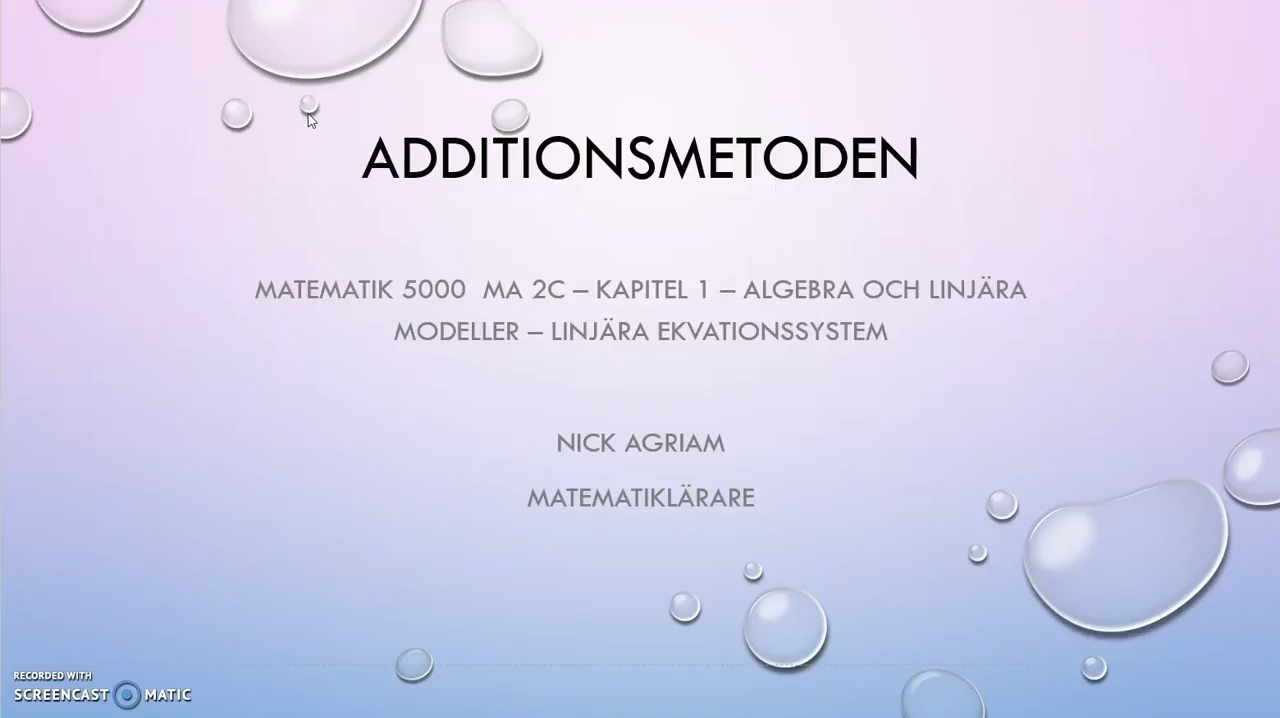 ADDITIONSMETODEN
MATEMATIK 5000 MA 2C – KAPITEL 1 – ALGEBRA OCH LINJÄRA
MODELLER – LINJÄRA EKVATIONSSYSTEM
NICK AGRIAM
MATEMATIKLÄRARE
RECORDED WITH
SCREENCAST MATIC